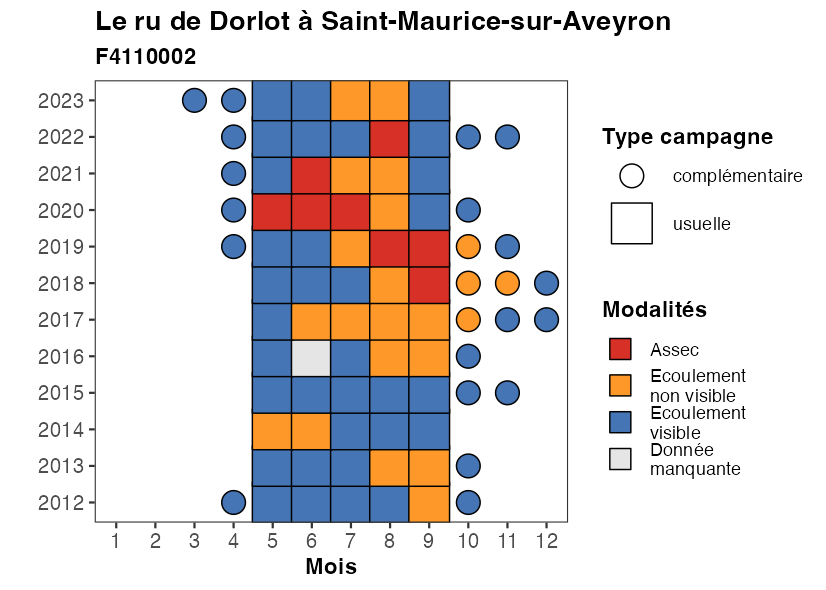 Le ru de Dorlot à Saint-Maurice-sur-Aveyron
F4110002
2023
2022
2021
2020
2019
2018
2017
2016
2015
2014
2013
2012
1 2 3 4 5 6 7 8 9 10 11 12
Mois
Type campagne
complémentaire
usuelle
Modalités
Assec
Ecoulement
non visible
Ecoulement
visible
Donnée
manquante